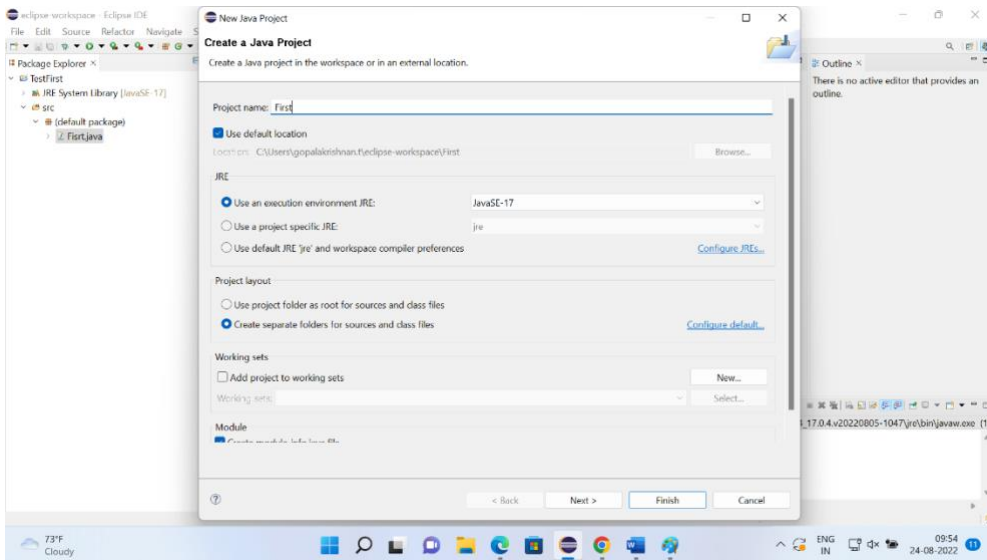 eclipse-workspace - Eclipse IDE
File Edit Source Refactor Navigate S
Package Explorer ×
TestFirst
JRE System Library [JavaSE-17]
src
(default package)
Fisrt.java
New Java Project
Create a Java Project
Create a Java project in the workspace or in an external location.
Project name: First
Use default location
Location: C:\Users\gopalakrishnan.t\eclipse-workspace\First
Browse...
JRE
Use an execution environment JRE: JavaSE-17
Use a project specific JRE: jre
Use default JRE 'jre' and workspace compiler preferences
Configure JREs...
Project layout
Use project folder as root for sources and class files
Create separate folders for sources and class files
Configure default...
Working sets
Add project to working sets
New...
Working sets:
Select...
Module
Create module-info.java file
< Back Next > Finish Cancel
Outline ×
There is no active editor that provides an
outline.
_17.0.4.v20220805-1047\jre\bin\javaw.exe (1
73°F
Cloudy
ENG
IN
09:54
24-08-2022
11